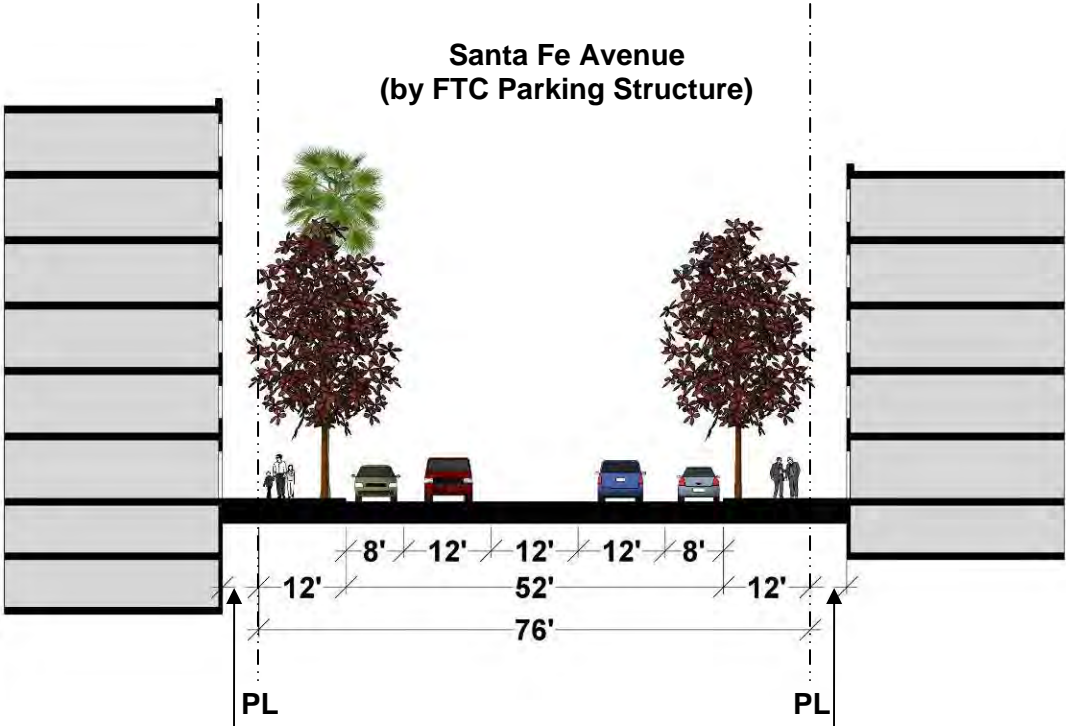 Santa Fe Avenue
(by FTC Parking Structure)
8' 12' 12' 12' 8'
12' 52' 12'
76'
PL PL